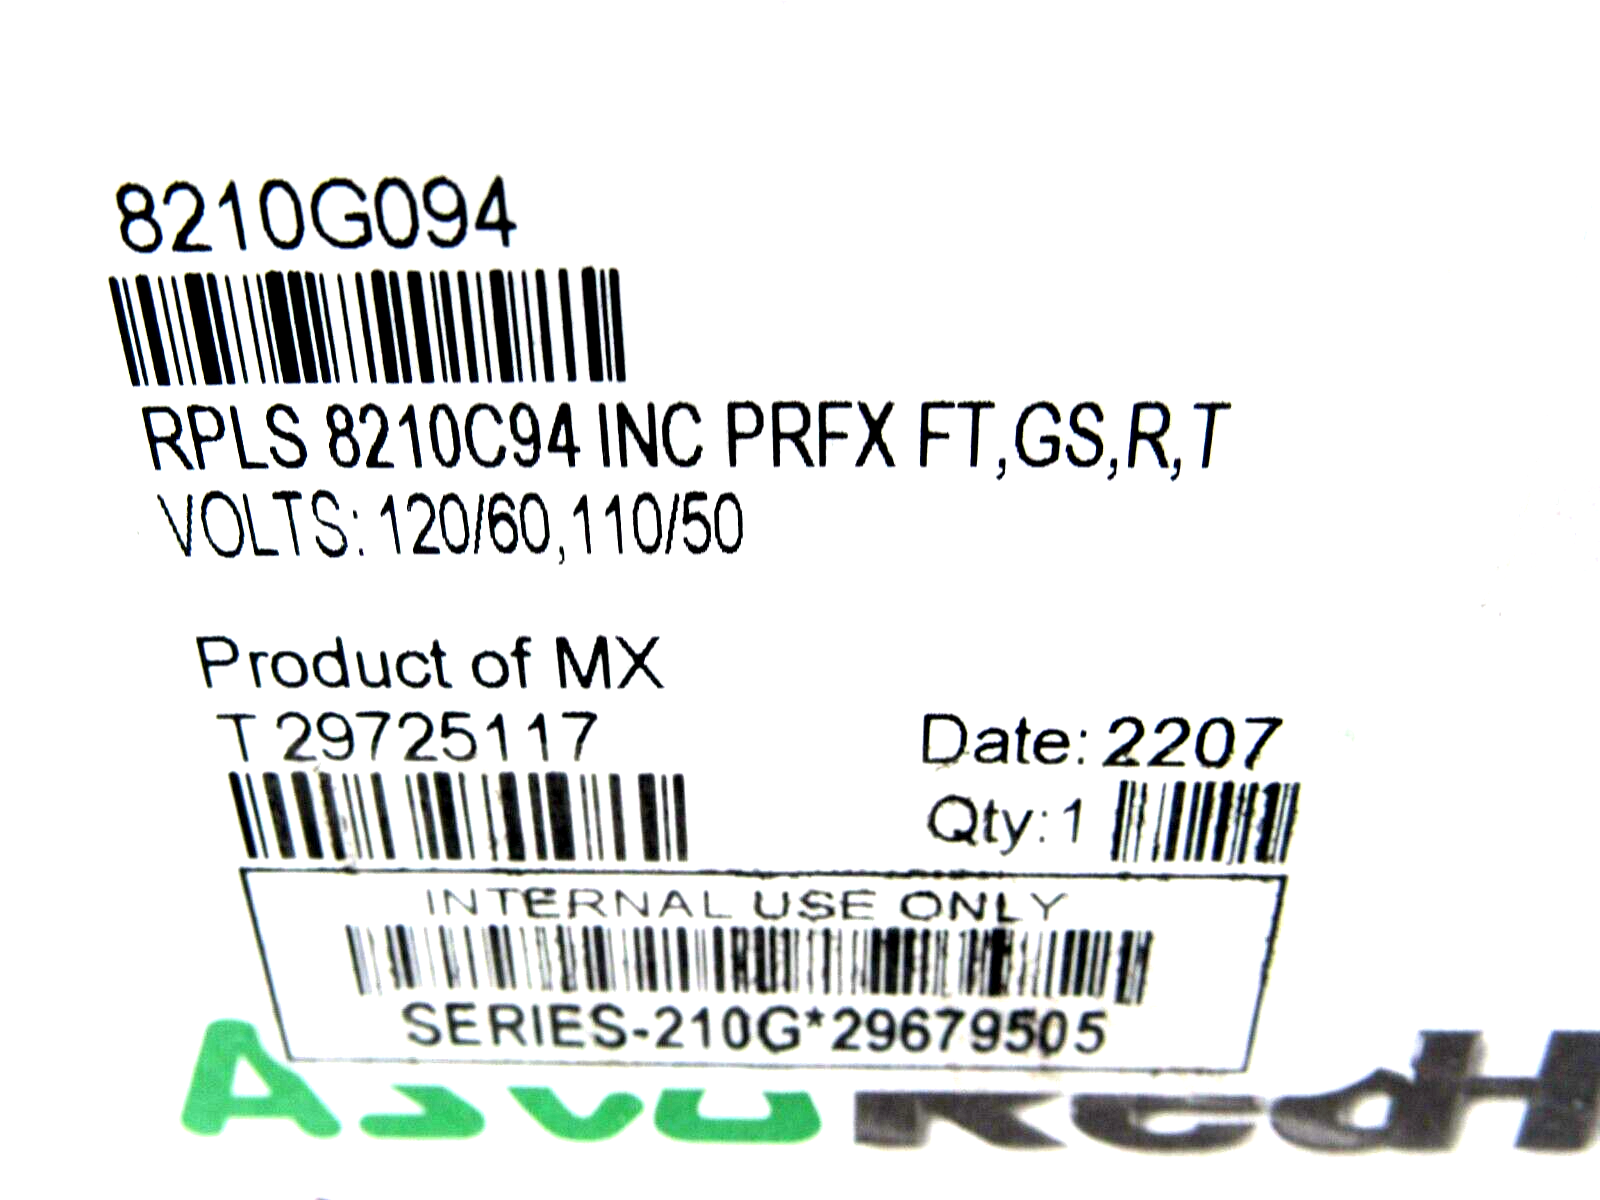 8210G094
RPLS 8210C94 INC PRFX FT,GS,R,T
VOLTS: 120/60,110/50
Product of MX
T 29725117
Date: 2207
Qty: 1
INTERNAL USE ONLY
SERIES-210G*29679505